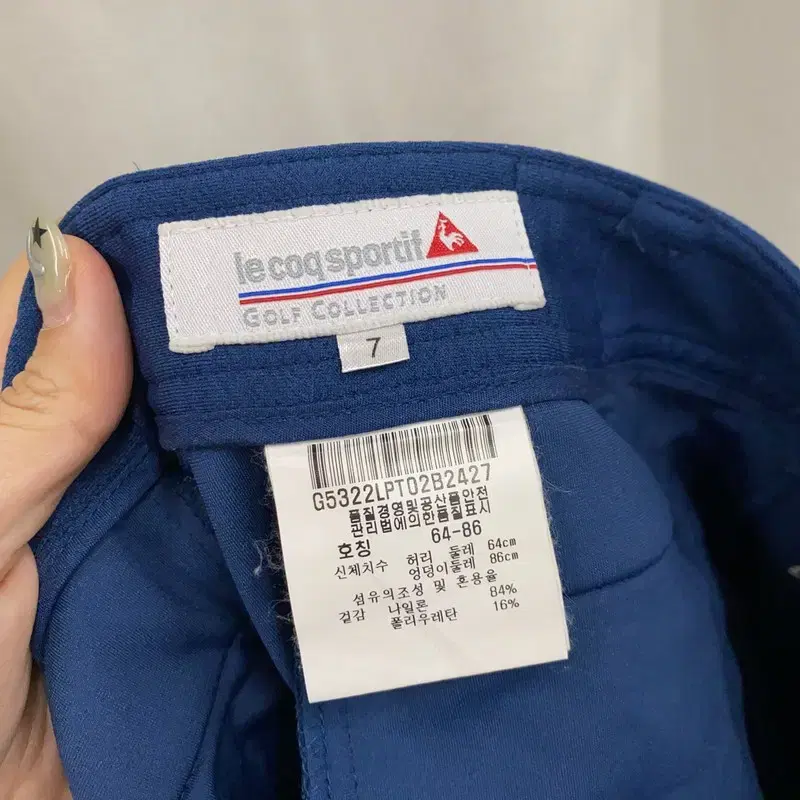 le coq sportif
GOLF COLLECTION
7
G5322LPT02B2427
품질경영및공산품안전
관리법에의한품질표시
호칭 64-86
신체치수 허리 둘레 64cm
엉덩이둘레 86cm
섬유의조성 및 혼용율
겉감 나일론 84%
폴리우레탄 16%